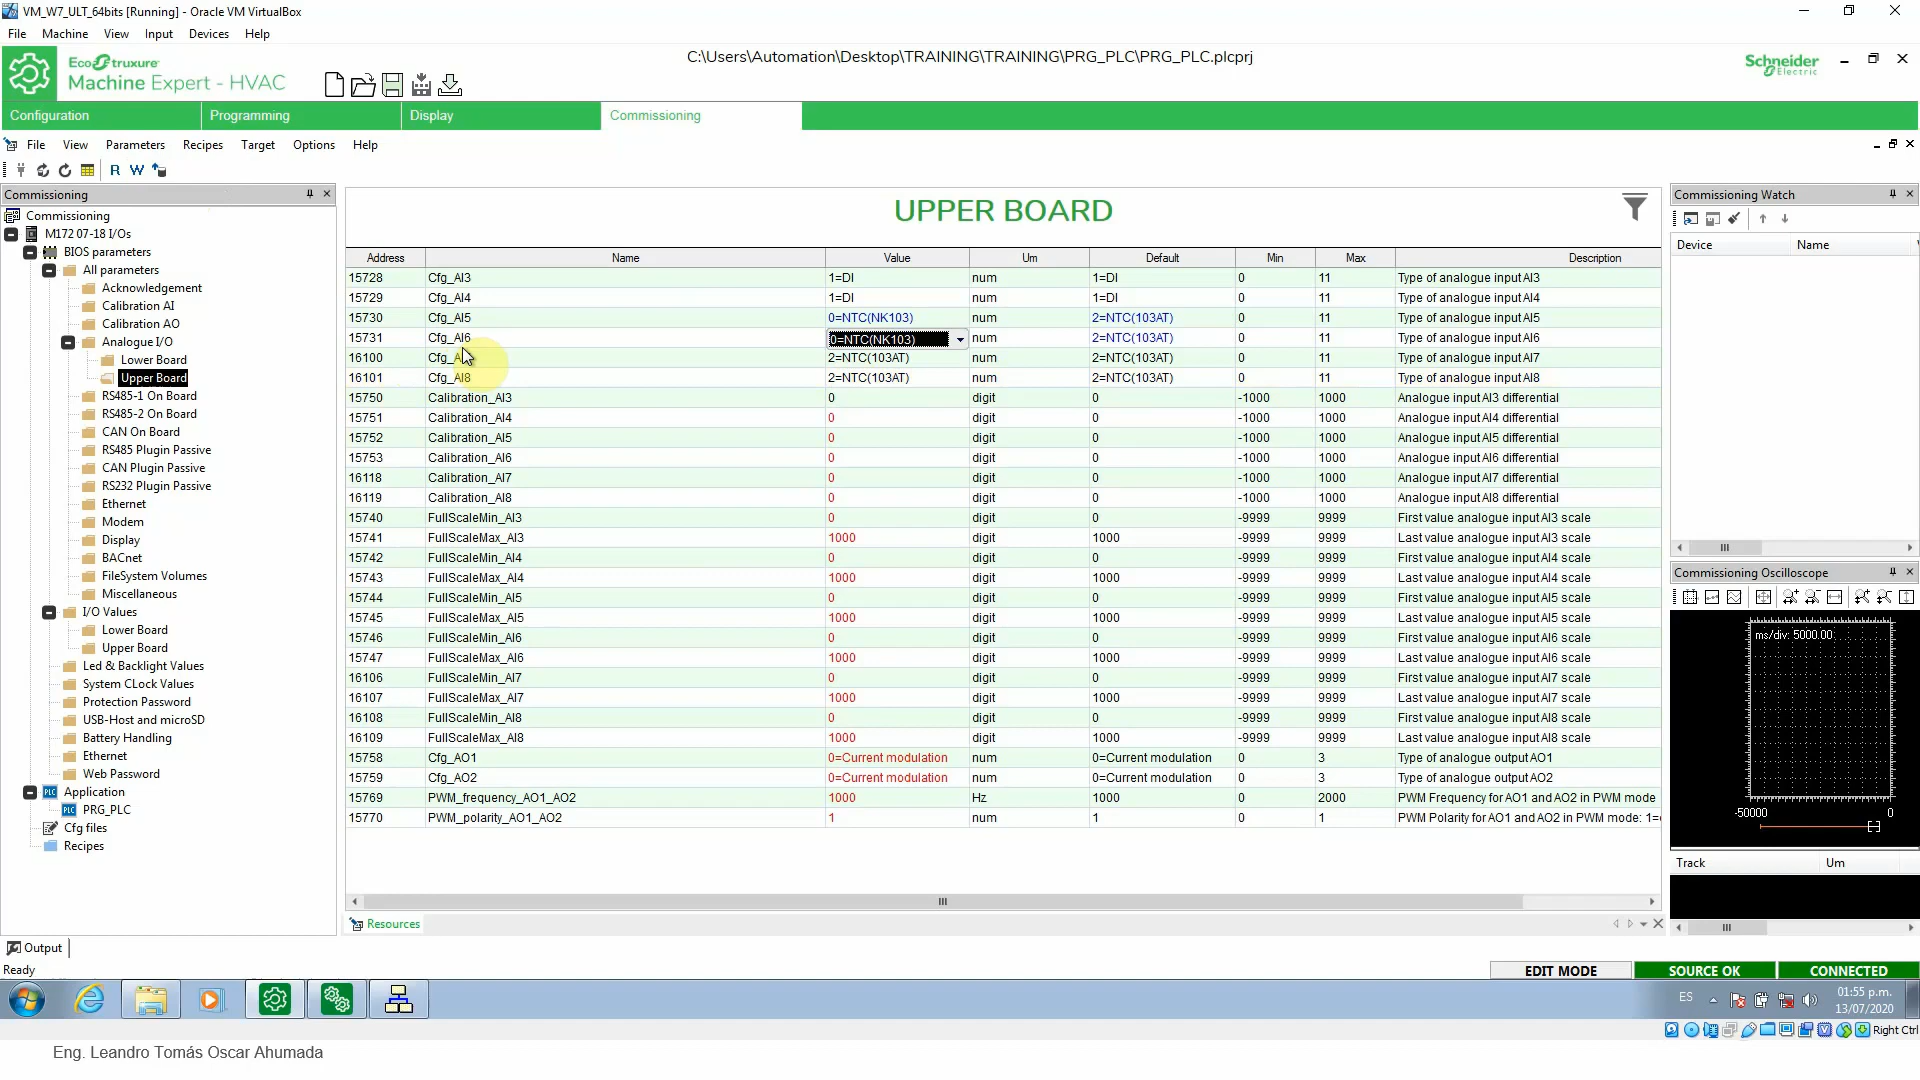 VM_W7_ULT_64bits [Running] - Oracle VM VirtualBox
File Machine View Input Devices Help
EcoStruxure
Machine Expert - HVAC
C:\Users\Automation\Desktop\TRAINING\TRAINING\PRG_PLC\PRG_PLC.plcprj
Schneider
Electric
Configuration Programming Display Commissioning
File View Parameters Recipes Target Options Help
R W
Commissioning
Commissioning
M172 07-18 I/Os
BIOS parameters
All parameters
Acknowledgement
Calibration AI
Calibration AO
Analogue I/O
Lower Board
Upper Board
RS485-1 On Board
RS485-2 On Board
CAN On Board
RS485 Plugin Passive
CAN Plugin Passive
RS232 Plugin Passive
Ethernet
Modem
Display
BACnet
FileSystem Volumes
Miscellaneous
I/O Values
Lower Board
Upper Board
Led & Backlight Values
System CLock Values
Protection Password
USB-Host and microSD
Battery Handling
Ethernet
Web Password
PLC Application
PLC PRG_PLC
Cfg files
Recipes
UPPER BOARD
Address Name Value Um Default Min Max Description
15728 Cfg_AI3 1=DI num 1=DI 0 11 Type of analogue input AI3
15729 Cfg_AI4 1=DI num 1=DI 0 11 Type of analogue input AI4
15730 Cfg_AI5 0=NTC(NK103) num 2=NTC(103AT) 0 11 Type of analogue input AI5
15731 Cfg_AI6 0=NTC(NK103) num 2=NTC(103AT) 0 11 Type of analogue input AI6
16100 Cfg_A 2=NTC(103AT) num 2=NTC(103AT) 0 11 Type of analogue input AI7
16101 Cfg_AI8 2=NTC(103AT) num 2=NTC(103AT) 0 11 Type of analogue input AI8
15750 Calibration_AI3 0 digit 0 -1000 1000 Analogue input AI3 differential
15751 Calibration_AI4 0 digit 0 -1000 1000 Analogue input AI4 differential
15752 Calibration_AI5 0 digit 0 -1000 1000 Analogue input AI5 differential
15753 Calibration_AI6 0 digit 0 -1000 1000 Analogue input AI6 differential
16118 Calibration_AI7 0 digit 0 -1000 1000 Analogue input AI7 differential
16119 Calibration_AI8 0 digit 0 -1000 1000 Analogue input AI8 differential
15740 FullScaleMin_AI3 0 digit 0 -9999 9999 First value analogue input AI3 scale
15741 FullScaleMax_AI3 1000 digit 1000 -9999 9999 Last value analogue input AI3 scale
15742 FullScaleMin_AI4 0 digit 0 -9999 9999 First value analogue input AI4 scale
15743 FullScaleMax_AI4 1000 digit 1000 -9999 9999 Last value analogue input AI4 scale
15744 FullScaleMin_AI5 0 digit 0 -9999 9999 First value analogue input AI5 scale
15745 FullScaleMax_AI5 1000 digit 1000 -9999 9999 Last value analogue input AI5 scale
15746 FullScaleMin_AI6 0 digit 0 -9999 9999 First value analogue input AI6 scale
15747 FullScaleMax_AI6 1000 digit 1000 -9999 9999 Last value analogue input AI6 scale
16106 FullScaleMin_AI7 0 digit 0 -9999 9999 First value analogue input AI7 scale
16107 FullScaleMax_AI7 1000 digit 1000 -9999 9999 Last value analogue input AI7 scale
16108 FullScaleMin_AI8 0 digit 0 -9999 9999 First value analogue input AI8 scale
16109 FullScaleMax_AI8 1000 digit 1000 -9999 9999 Last value analogue input AI8 scale
15758 Cfg_AO1 0=Current modulation num 0=Current modulation 0 3 Type of analogue output AO1
15759 Cfg_AO2 0=Current modulation num 0=Current modulation 0 3 Type of analogue output AO2
15769 PWM_frequency_AO1_AO2 1000 Hz 1000 0 2000 PWM Frequency for AO1 and AO2 in PWM mode
15770 PWM_polarity_AO1_AO2 1 num 1 0 1 PWM Polarity for AO1 and AO2 in PWM mode: 1=
Resources
Commissioning Watch
Device Name
Commissioning Oscilloscope
ms/div: 5000.00
-50000 0
Track Um
Output
Ready
EDIT MODE SOURCE OK CONNECTED
ES
01:55 p.m.
13/07/2020
Right Ctrl
Eng. Leandro Tomás Oscar Ahumada